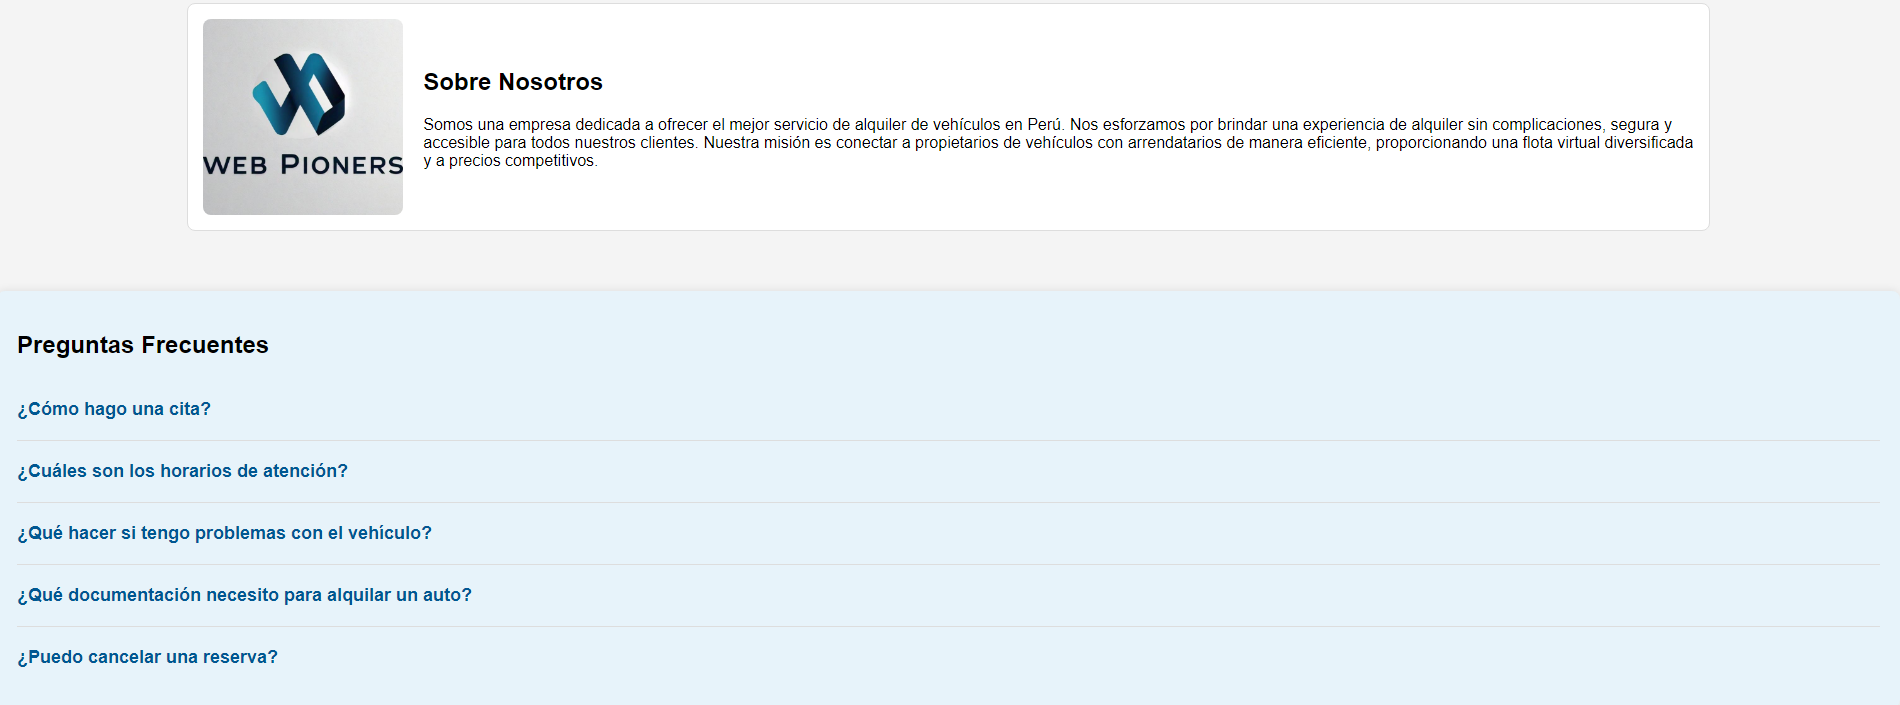 WEB PIONERS
Sobre Nosotros
Somos una empresa dedicada a ofrecer el mejor servicio de alquiler de vehículos en Perú. Nos esforzamos por brindar una experiencia de alquiler sin complicaciones, segura y
accesible para todos nuestros clientes. Nuestra misión es conectar a propietarios de vehículos con arrendatarios de manera eficiente, proporcionando una flota virtual diversificada
y a precios competitivos.
Preguntas Frecuentes
¿Cómo hago una cita?
¿Cuáles son los horarios de atención?
¿Qué hacer si tengo problemas con el vehículo?
¿Qué documentación necesito para alquilar un auto?
¿Puedo cancelar una reserva?